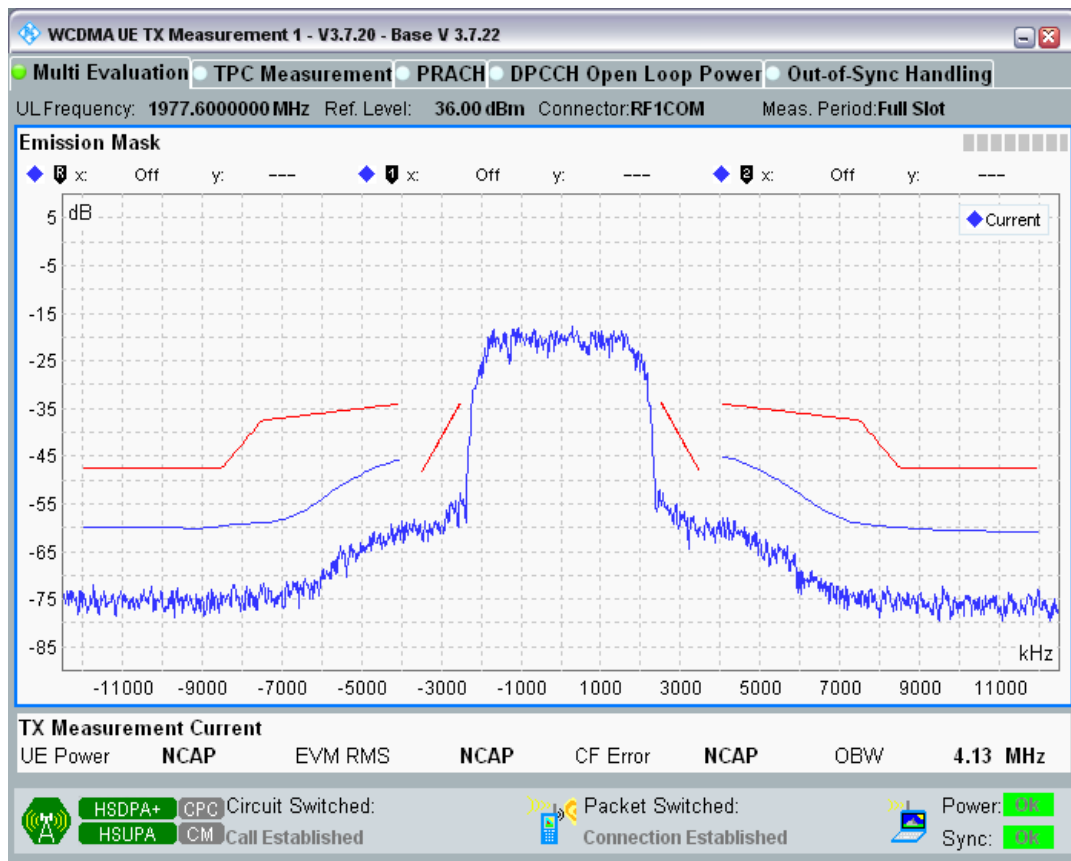 WCDMA UE TX Measurement 1 - V3.7.20 - Base V 3.7.22
Multi Evaluation TPC Measurement PRACH DPCCH Open Loop Power Out-of-Sync Handling
UL Frequency: 1977.6000000 MHz Ref. Level: 36.00 dBm Connector:RF1COM Meas. Period:Full Slot
Emission Mask
R x: Off y: --- 1 x: Off y: --- 2 x: Off y: ---
dB
Current
5
-5
-15
-25
-35
-45
-55
-65
-75
-85
kHz
-11000 -9000 -7000 -5000 -3000 -1000 1000 3000 5000 7000 9000 11000
TX Measurement Current
UE Power NCAP EVM RMS NCAP CF Error NCAP OBW 4.13 MHz
HSDPA+ CPC Circuit Switched: Packet Switched: Power: OK
HSUPA CM Call Established Connection Established Sync: OK